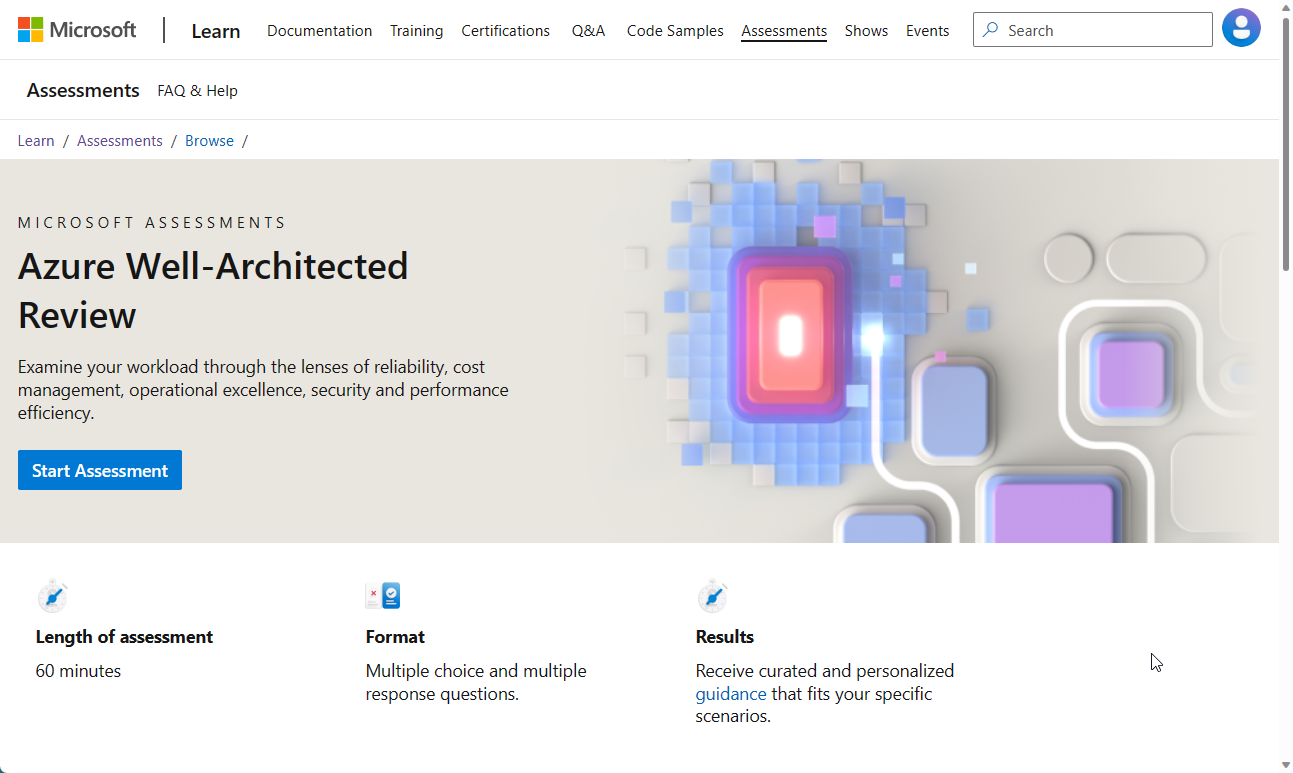 Microsoft Learn Documentation Training Certifications Q&A Code Samples Assessments Shows Events Search
Assessments FAQ & Help
Learn / Assessments / Browse /
MICROSOFT ASSESSMENTS
Azure Well-Architected
Review
Examine your workload through the lenses of reliability, cost
management, operational excellence, security and performance
efficiency.
Start Assessment
Length of assessment
60 minutes
Format
Multiple choice and multiple
response questions.
Results
Receive curated and personalized
guidance that fits your specific
scenarios.